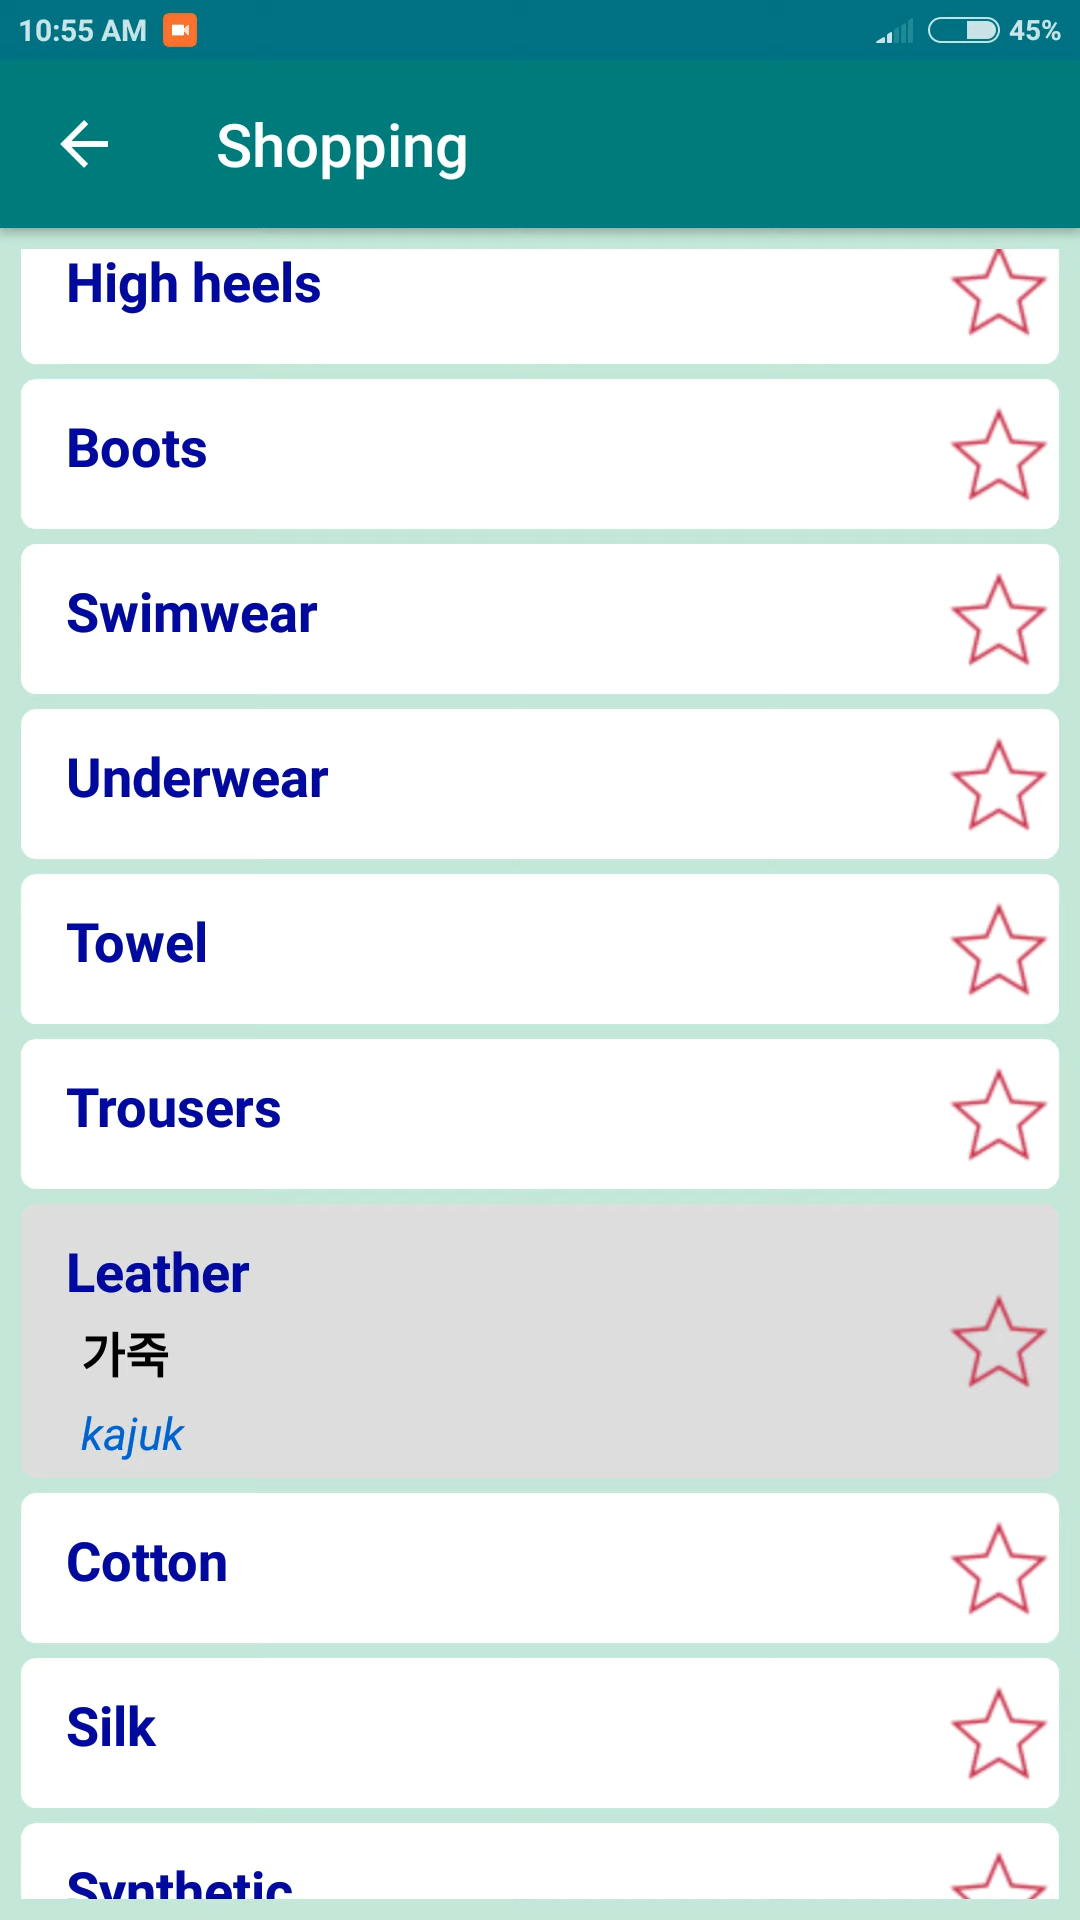 10:55 AM 45%
Shopping
High heels
Boots
Swimwear
Underwear
Towel
Trousers
Leather
가죽
kajuk
Cotton
Silk
Synthetic